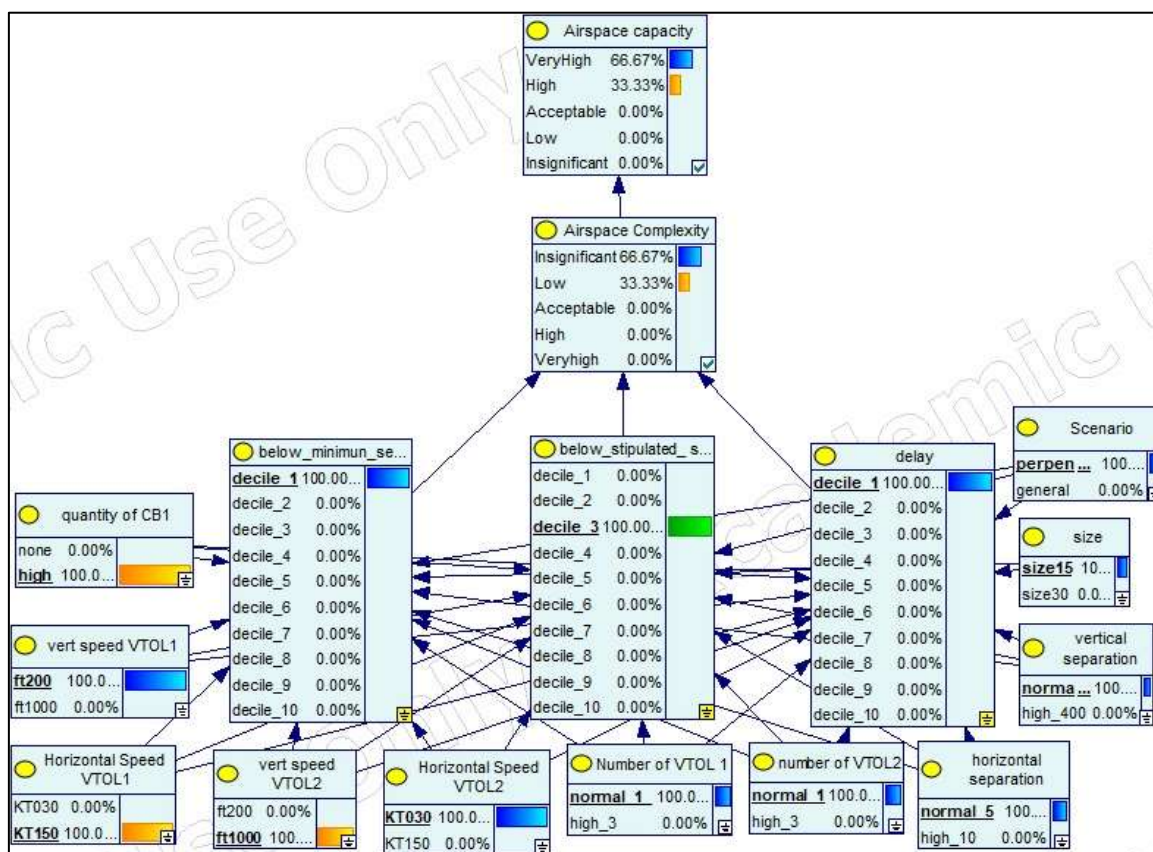 Airspace capacity
VeryHigh 66.67%
High 33.33%
Acceptable 0.00%
Low 0.00%
Insignificant 0.00%
Airspace Complexity
Insignificant 66.67%
Low 33.33%
Acceptable 0.00%
High 0.00%
Veryhigh 0.00%
below_minimun_se...
decile_1 100.00...
decile_2 0.00%
decile_3 0.00%
decile_4 0.00%
decile_5 0.00%
decile_6 0.00%
decile_7 0.00%
decile_8 0.00%
decile_9 0.00%
decile_10 0.00%
below_stipulated_ s...
decile_1 0.00%
decile_2 0.00%
decile_3 100.00...
decile_4 0.00%
decile_5 0.00%
decile_6 0.00%
decile_7 0.00%
decile_8 0.00%
decile_9 0.00%
decile_10 0.00%
delay
decile_1 100.00...
decile_2 0.00%
decile_3 0.00%
decile_4 0.00%
decile_5 0.00%
decile_6 0.00%
decile_7 0.00%
decile_8 0.00%
decile_9 0.00%
decile_10 0.00%
Scenario
perpen ... 100....
general 0.00%
quantity of CB1
none 0.00%
high 100.0...
size
size15 10...
size30 0.0...
vert speed VTOL1
ft200 100.0...
ft1000 0.00%
vertical
separation
norma ... 100....
high_400 0.00%
Horizontal Speed
VTOL1
KT030 0.00%
KT150 100.0...
vert speed
VTOL2
ft200 0.00%
ft1000 100....
Horizontal Speed
VTOL2
KT030 100.0...
KT150 0.00%
Number of VTOL 1
normal_1 100.0...
high_3 0.00%
number of VTOL2
normal_1 100.0...
high_3 0.00%
horizontal
separation
normal_5 100....
high_10 0.00%
ic Use Only
ademic U
only